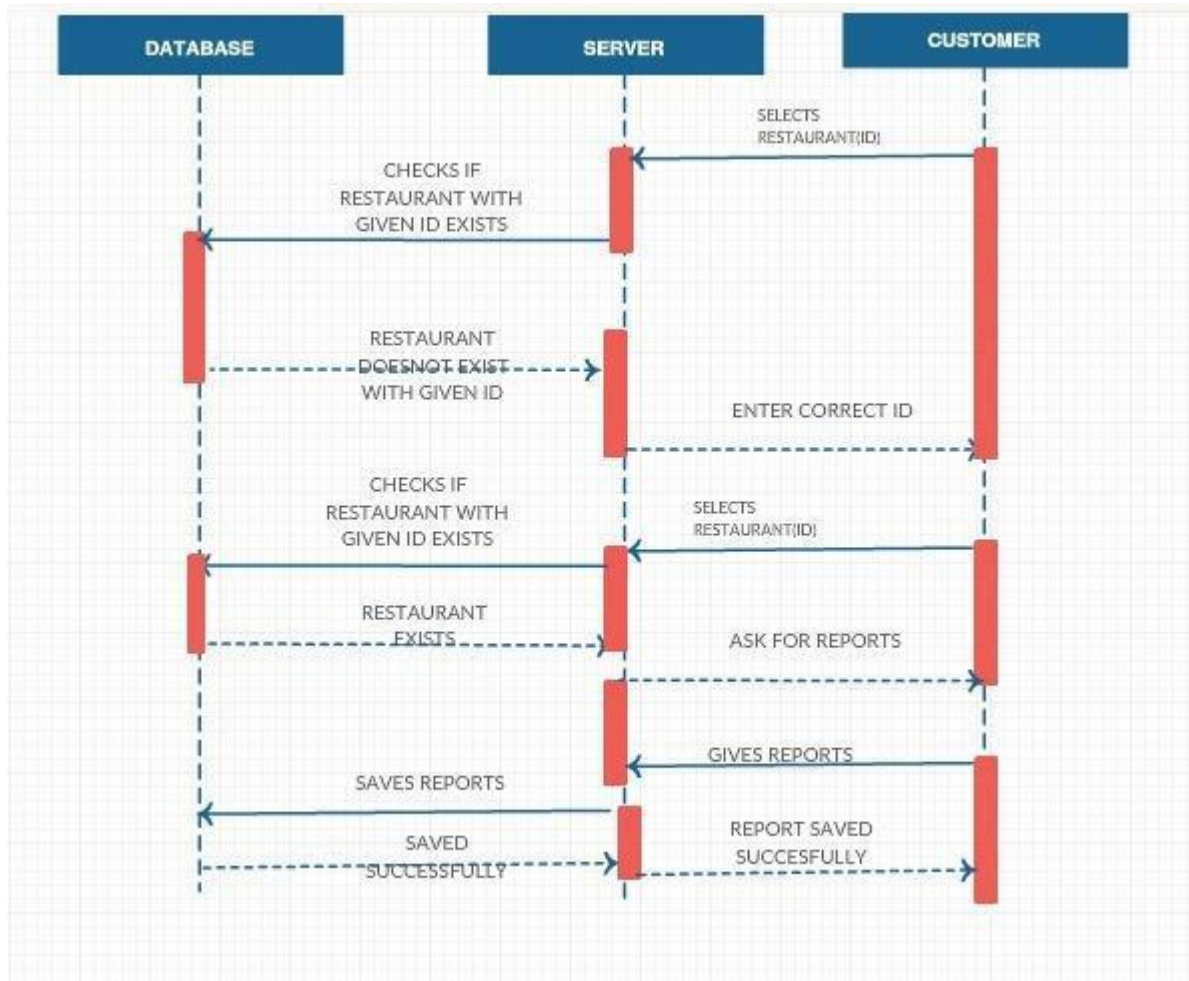 DATABASE
SERVER
CUSTOMER
SELECTS
RESTAURANT(ID)
CHECKS IF
RESTAURANT WITH
GIVEN ID EXISTS
RESTAURANT
DOESNOT EXIST
WITH GIVEN ID
ENTER CORRECT ID
CHECKS IF
RESTAURANT WITH
GIVEN ID EXISTS
SELECTS
RESTAURANT(ID)
RESTAURANT
EXISTS
ASK FOR REPORTS
GIVES REPORTS
SAVES REPORTS
SAVED
SUCCESSFULLY
REPORT SAVED
SUCCESFULLY